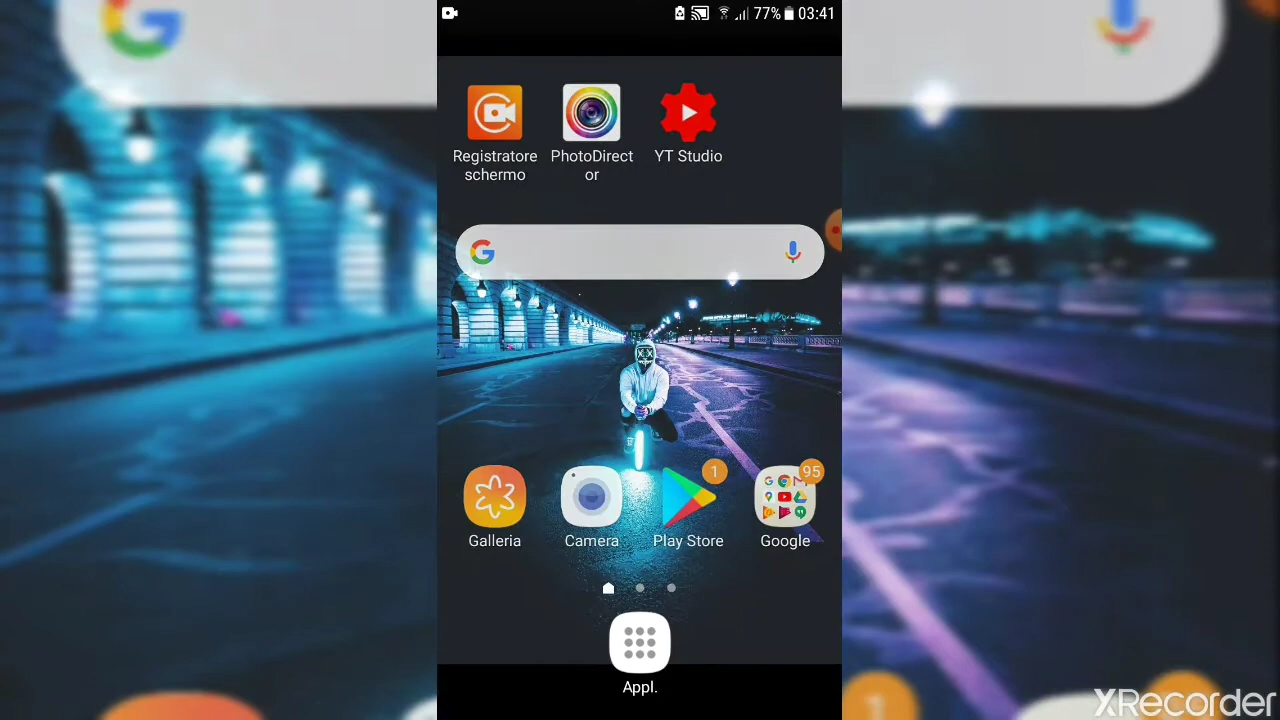 77% 03:41
Registratore
schermo
PhotoDirect
or
YT Studio
Galleria
Camera
1
Play Store
95
Google
Appl.
XRecorder